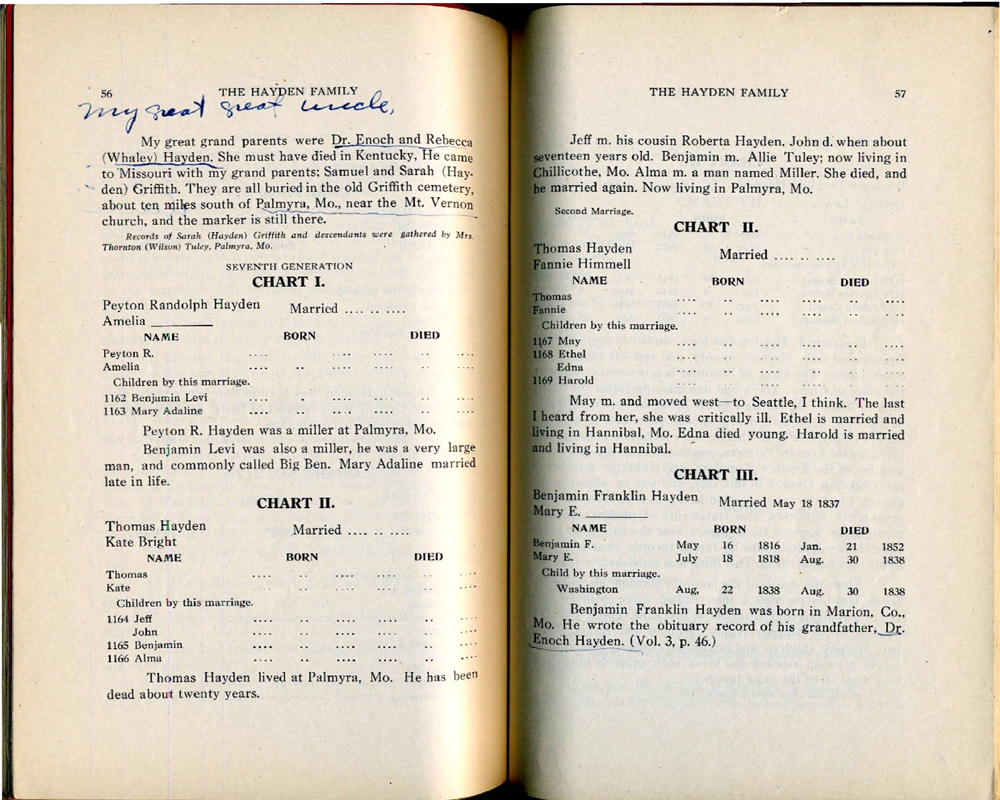 56 THE HAYDEN FAMILY
My great great uncle,
My great grand parents were Dr. Enoch and Rebecca
(Whaley) Hayden. She must have died in Kentucky, He came
to Missouri with my grand parents; Samuel and Sarah (Hay-
den) Griffith. They are all buried in the old Griffith cemetery,
about ten miles south of Palmyra, Mo., near the Mt. Vernon
church, and the marker is still there.
Records of Sarah (Hayden) Griffith and descendants were gathered by Mrs.
Thornton (Wilson) Tuley, Palmyra, Mo.
SEVENTH GENERATION
CHART I.
Peyton Randolph Hayden Married .... .. ....
Amelia ________
NAME BORN DIED
Peyton R. .... .. .... .... .. ....
Amelia .... .. .... .... .. ....
Children by this marriage.
1162 Benjamin Levi .... .. .... .... .. ....
1163 Mary Adaline .... .. .... .... .. ....
Peyton R. Hayden was a miller at Palmyra, Mo.
Benjamin Levi was also a miller, he was a very large
man, and commonly called Big Ben. Mary Adaline married
late in life.
CHART II.
Thomas Hayden Married .... .. ....
Kate Bright
NAME BORN DIED
Thomas .... .. .... .... .. ....
Kate .... .. .... .... .. ....
Children by this marriage.
1164 Jeff .... .. .... .... .. ....
John .... .. .... .... .. ....
1165 Benjamin .... .. .... .... .. ....
1166 Alma .... .. .... .... .. ....
Thomas Hayden lived at Palmyra, Mo. He has been
dead about twenty years.
THE HAYDEN FAMILY 57
Jeff m. his cousin Roberta Hayden. John d. when about
seventeen years old. Benjamin m. Allie Tuley; now living in
Chillicothe, Mo. Alma m. a man named Miller. She died, and
he married again. Now living in Palmyra, Mo.
Second Marriage.
CHART II.
Thomas Hayden Married .... .. ....
Fannie Himmell
NAME BORN DIED
Thomas .... .. .... .... .. ....
Fannie .... .. .... .... .. ....
Children by this marriage.
1167 May .... .. .... .... .. ....
1168 Ethel .... .. .... .... .. ....
Edna .... .. .... .... .. ....
1169 Harold .... .. .... .... .. ....
May m. and moved west—to Seattle, I think. The last
I heard from her, she was critically ill. Ethel is married and
living in Hannibal, Mo. Edna died young. Harold is married
and living in Hannibal.
CHART III.
Benjamin Franklin Hayden Married May 18 1837
Mary E. ________
NAME BORN DIED
Benjamin F. May 16 1816 Jan. 21 1852
Mary E. July 18 1818 Aug. 30 1838
Child by this marriage.
Washington Aug, 22 1838 Aug. 30 1838
Benjamin Franklin Hayden was born in Marion, Co.,
Mo. He wrote the obituary record of his grandfather, Dr.
Enoch Hayden. (Vol. 3, p. 46.)